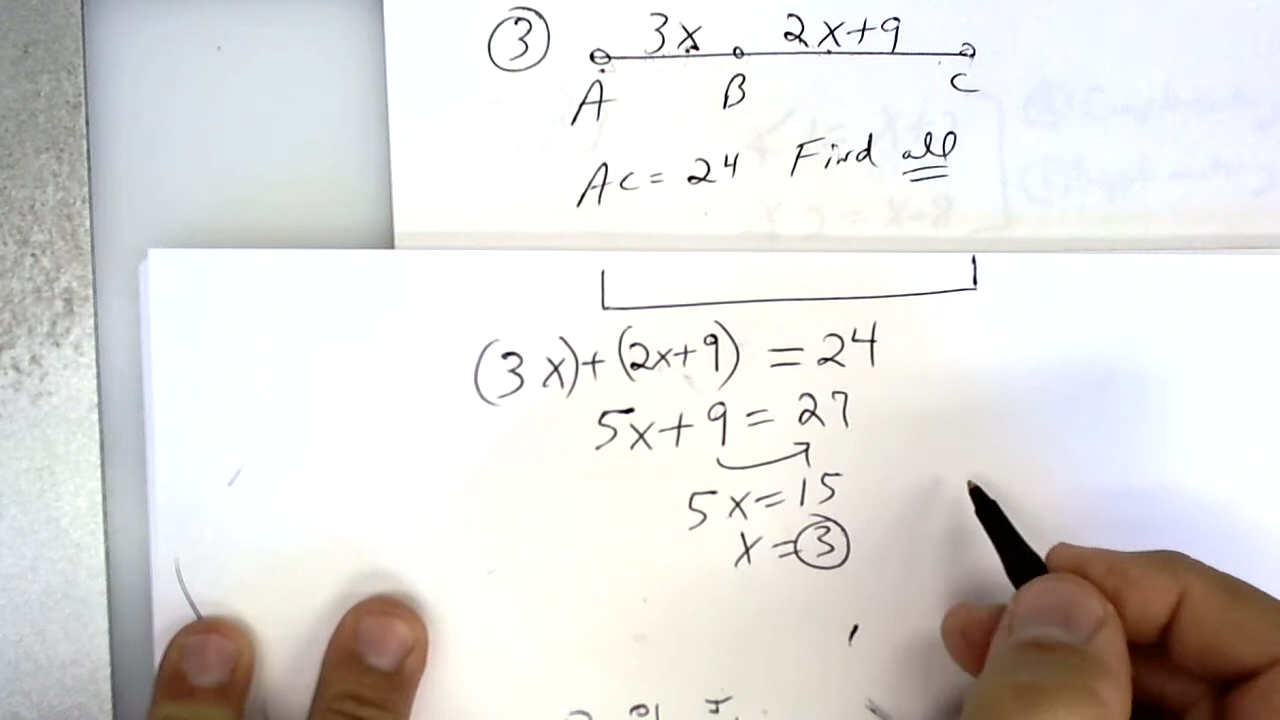 ③ 3x 2x+9
A B C
AC = 24 Find all
(3x)+(2x+9) = 24
5x+9 = 27
5x=15
x=3